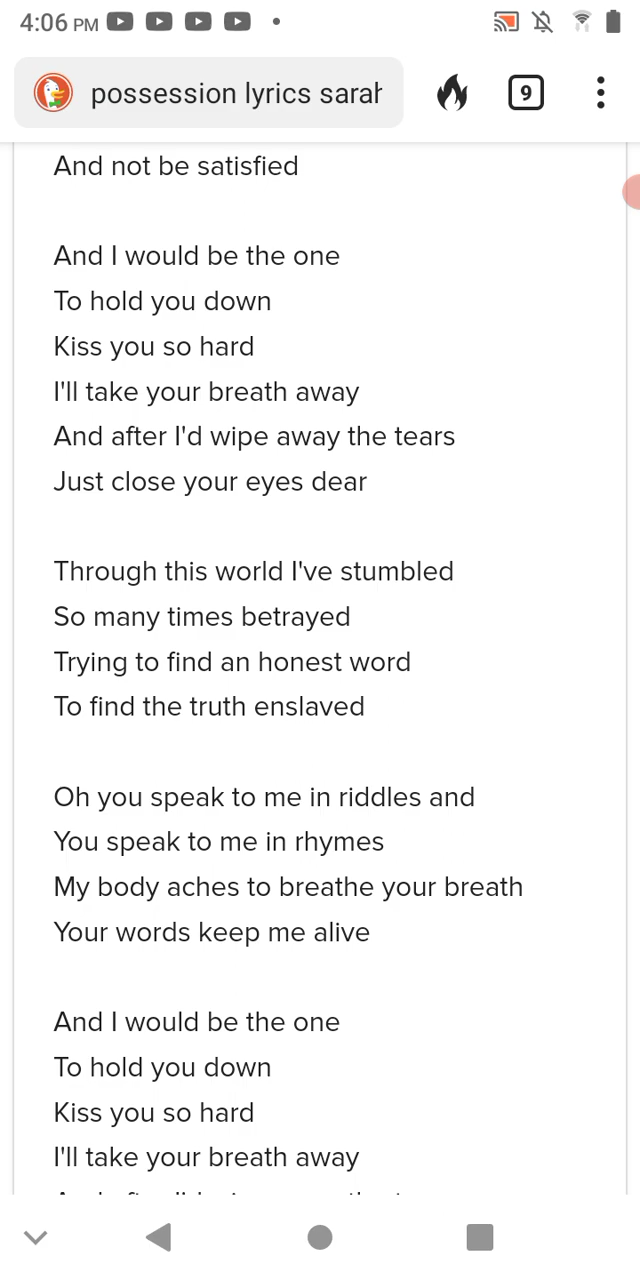 4:06 PM
possession lyrics sarah
9
And not be satisfied
And I would be the one
To hold you down
Kiss you so hard
I'll take your breath away
And after I'd wipe away the tears
Just close your eyes dear
Through this world I've stumbled
So many times betrayed
Trying to find an honest word
To find the truth enslaved
Oh you speak to me in riddles and
You speak to me in rhymes
My body aches to breathe your breath
Your words keep me alive
And I would be the one
To hold you down
Kiss you so hard
I'll take your breath away